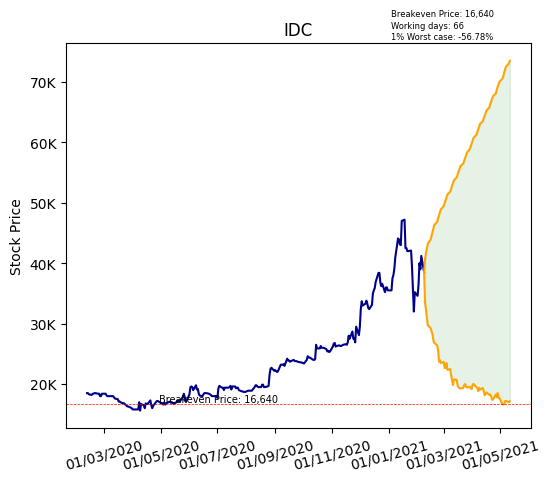 Breakeven Price: 16,640
Working days: 66
1% Worst case: -56.78%
IDC
Stock Price
70K
60K
50K
40K
30K
20K
Breakeven Price: 16,640
01/03/2020
01/05/2020
01/07/2020
01/09/2020
01/11/2020
01/01/2021
01/03/2021
01/05/2021